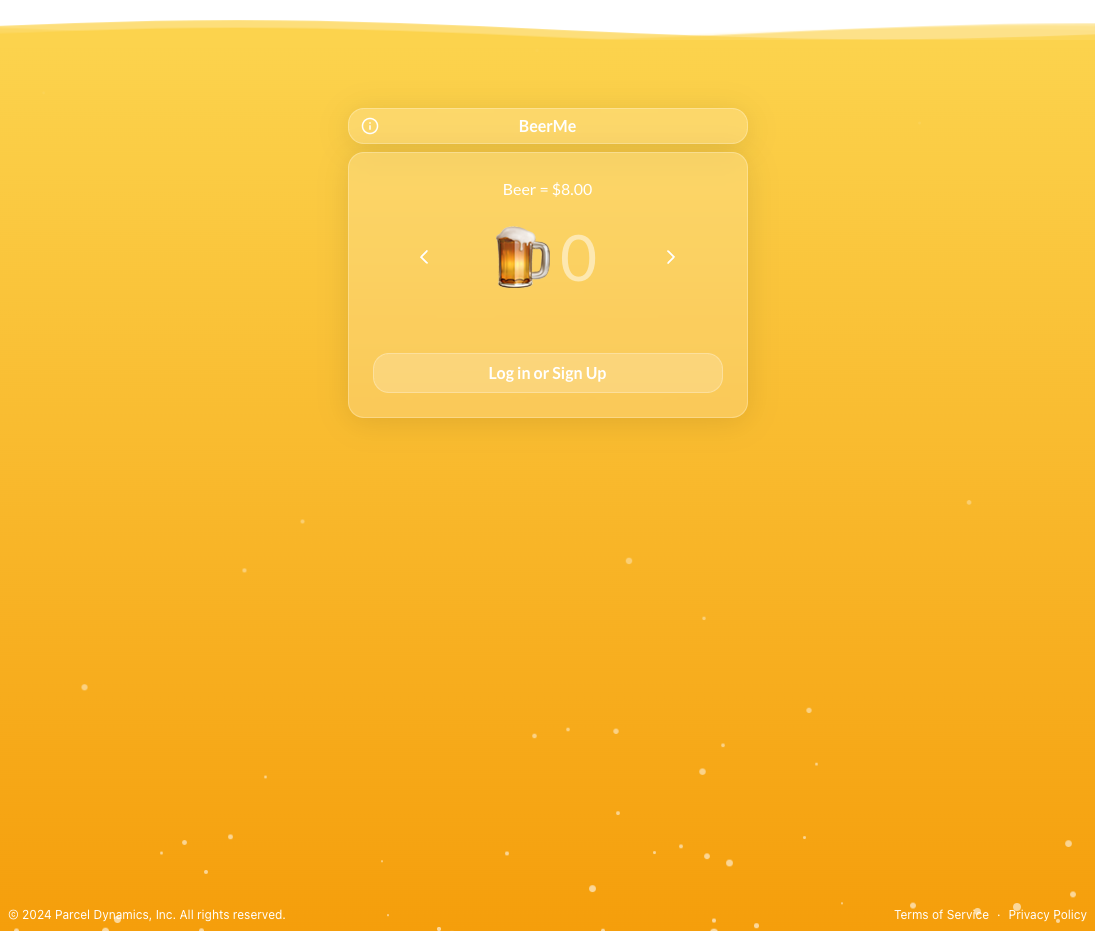 BeerMe
Beer = $8.00
0
Log in or Sign Up
© 2024 Parcel Dynamics, Inc. All rights reserved.
Terms of Service · Privacy Policy